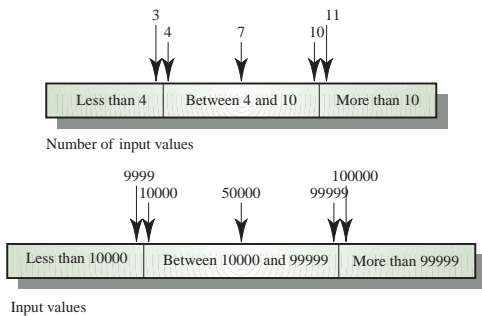 3 11
4 7 10
Less than 4 Between 4 and 10 More than 10
Number of input values
9999 100000
10000 50000 99999
Less than 10000 Between 10000 and 99999 More than 99999
Input values